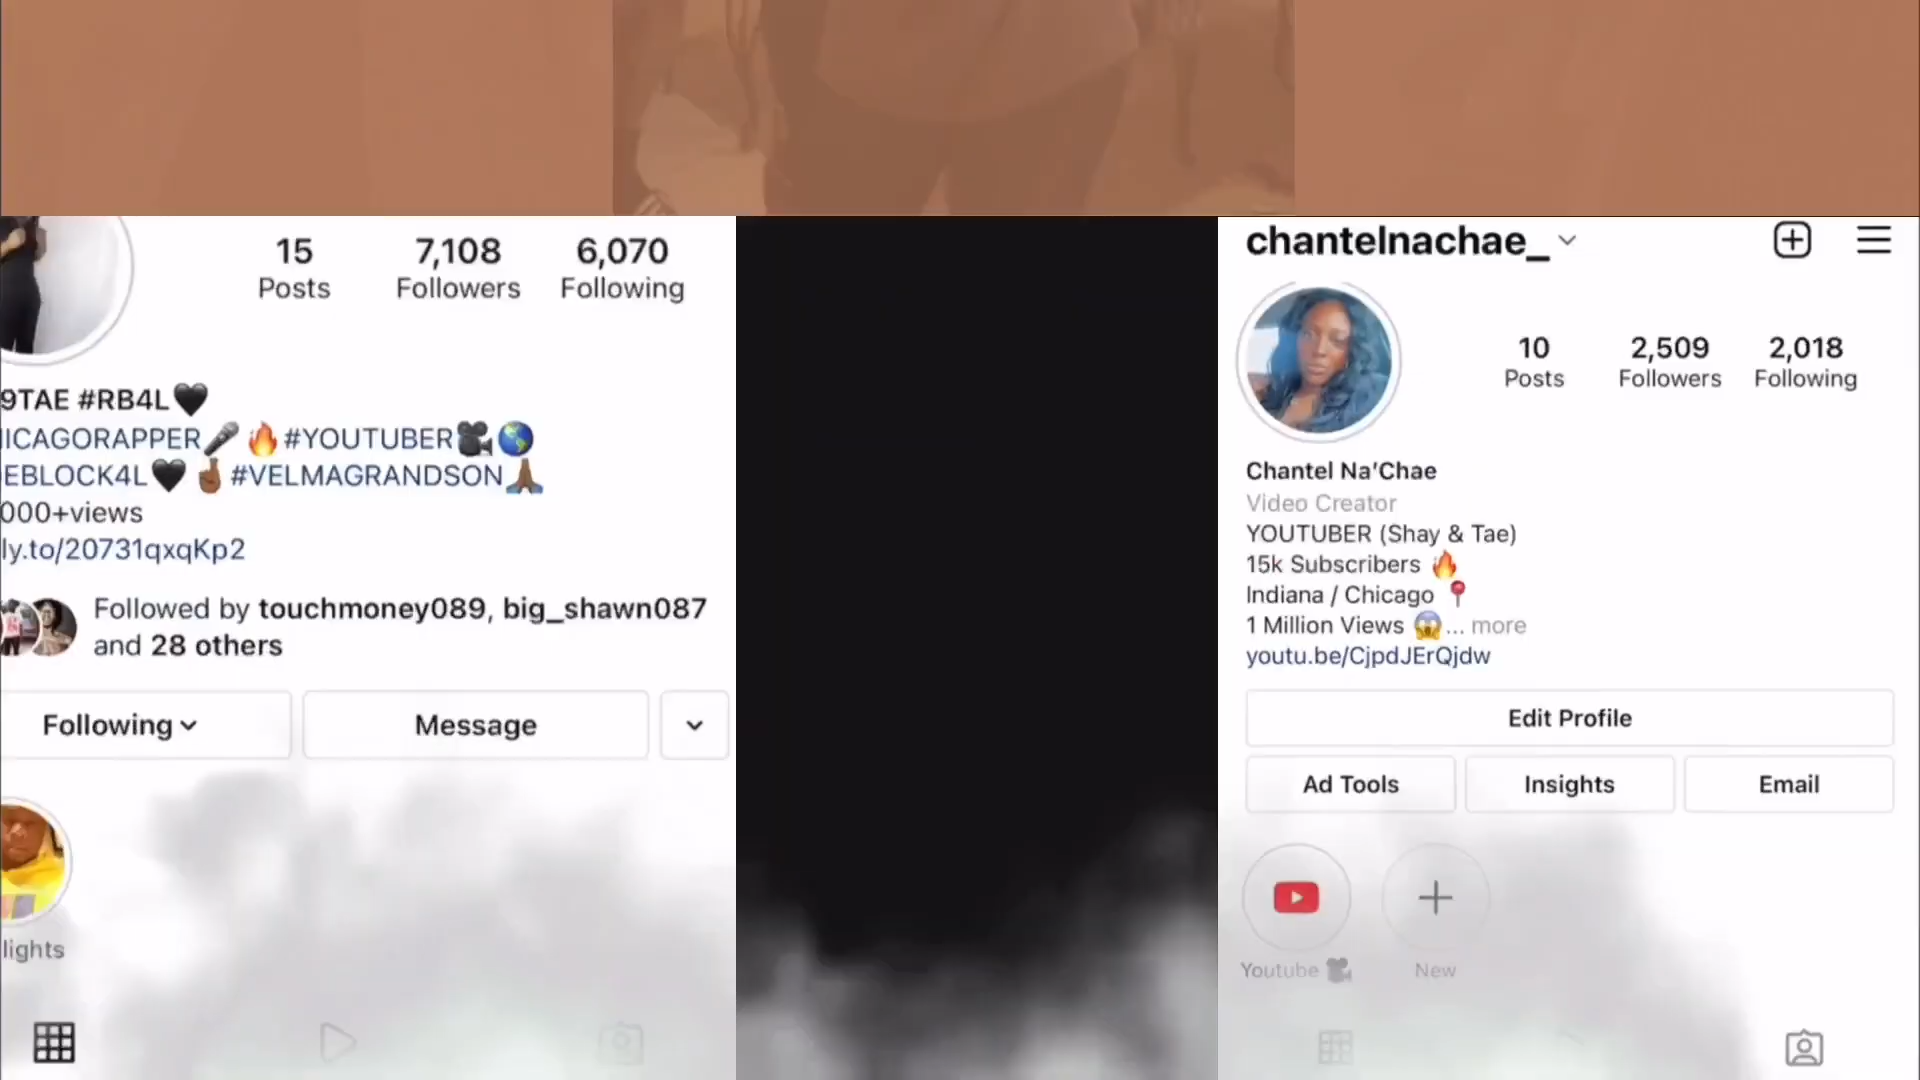 15 7,108 6,070
Posts Followers Following
9TAE #RB4L🖤
ICAGORAPPER🎤🔥#YOUTUBER🎥🌎
EBLOCK4L🖤🤞🏾#VELMAGRANDSON🙏🏾
000+views
ly.to/20731qxqKp2
Followed by touchmoney089, big_shawn087
and 28 others
Following Message
lights
chantelnachae_
10 2,509 2,018
Posts Followers Following
Chantel Na'Chae
Video Creator
YOUTUBER (Shay & Tae)
15k Subscribers 🔥
Indiana / Chicago 📍
1 Million Views 😱... more
youtu.be/CjpdJErQjdw
Edit Profile
Ad Tools Insights Email
Youtube 🎥 New